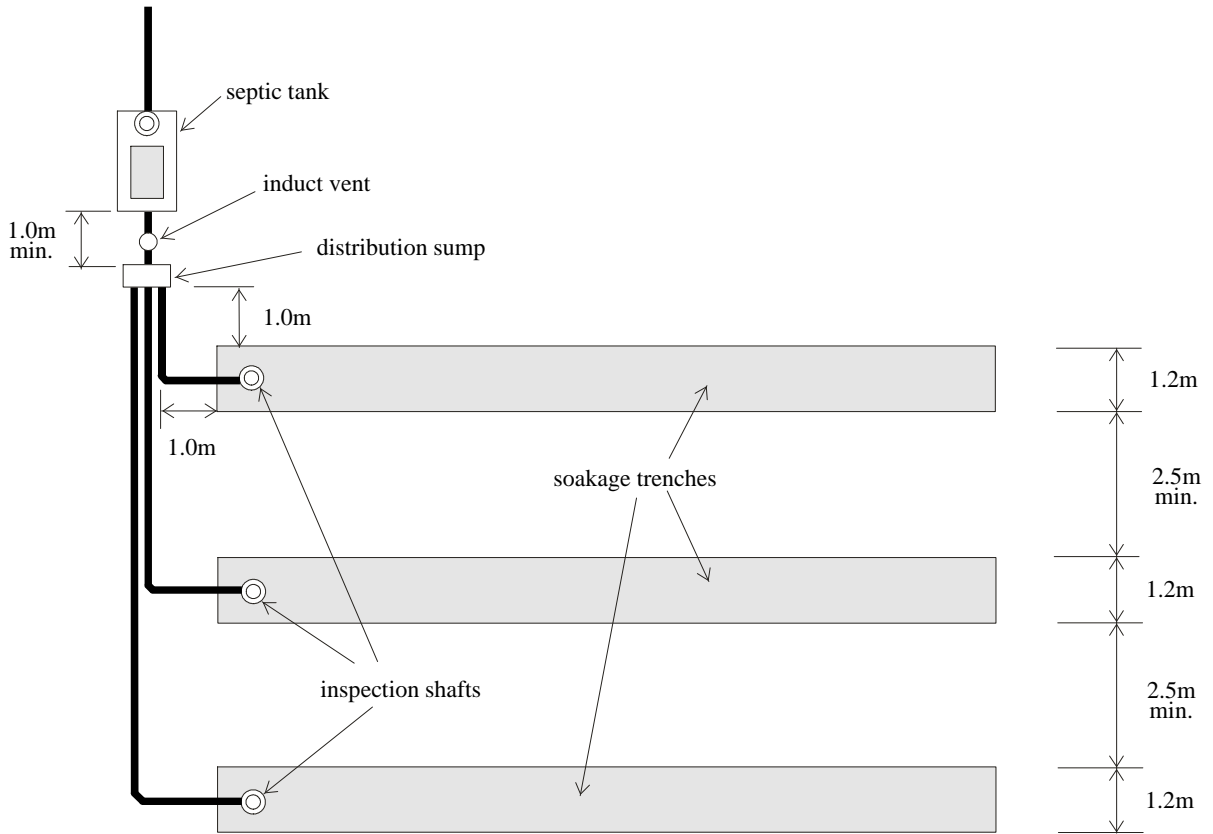 septic tank
induct vent
1.0m
min.
distribution sump
1.0m
1.2m
1.0m
soakage trenches
2.5m
min.
1.2m
inspection shafts
2.5m
min.
1.2m